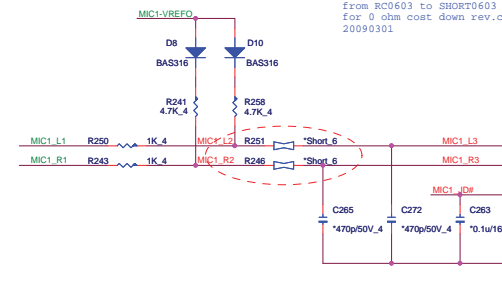 from RC0603 to SHORT0603
for 0 ohm cost down rev.c
20090301
MIC1-VREFO
D8
D10
BAS316
BAS316
R241
4.7K_4
R258
4.7K_4
MIC1_L1 R250 1K_4 MIC1_L2 R251 *Short_6 MIC1_L3
MIC1_R1 R243 1K_4 MIC1_R2 R246 *Short_6 MIC1_R3
MIC1_JD#
C265 C272 C263
*470p/50V_4 *470p/50V_4 *0.1u/16